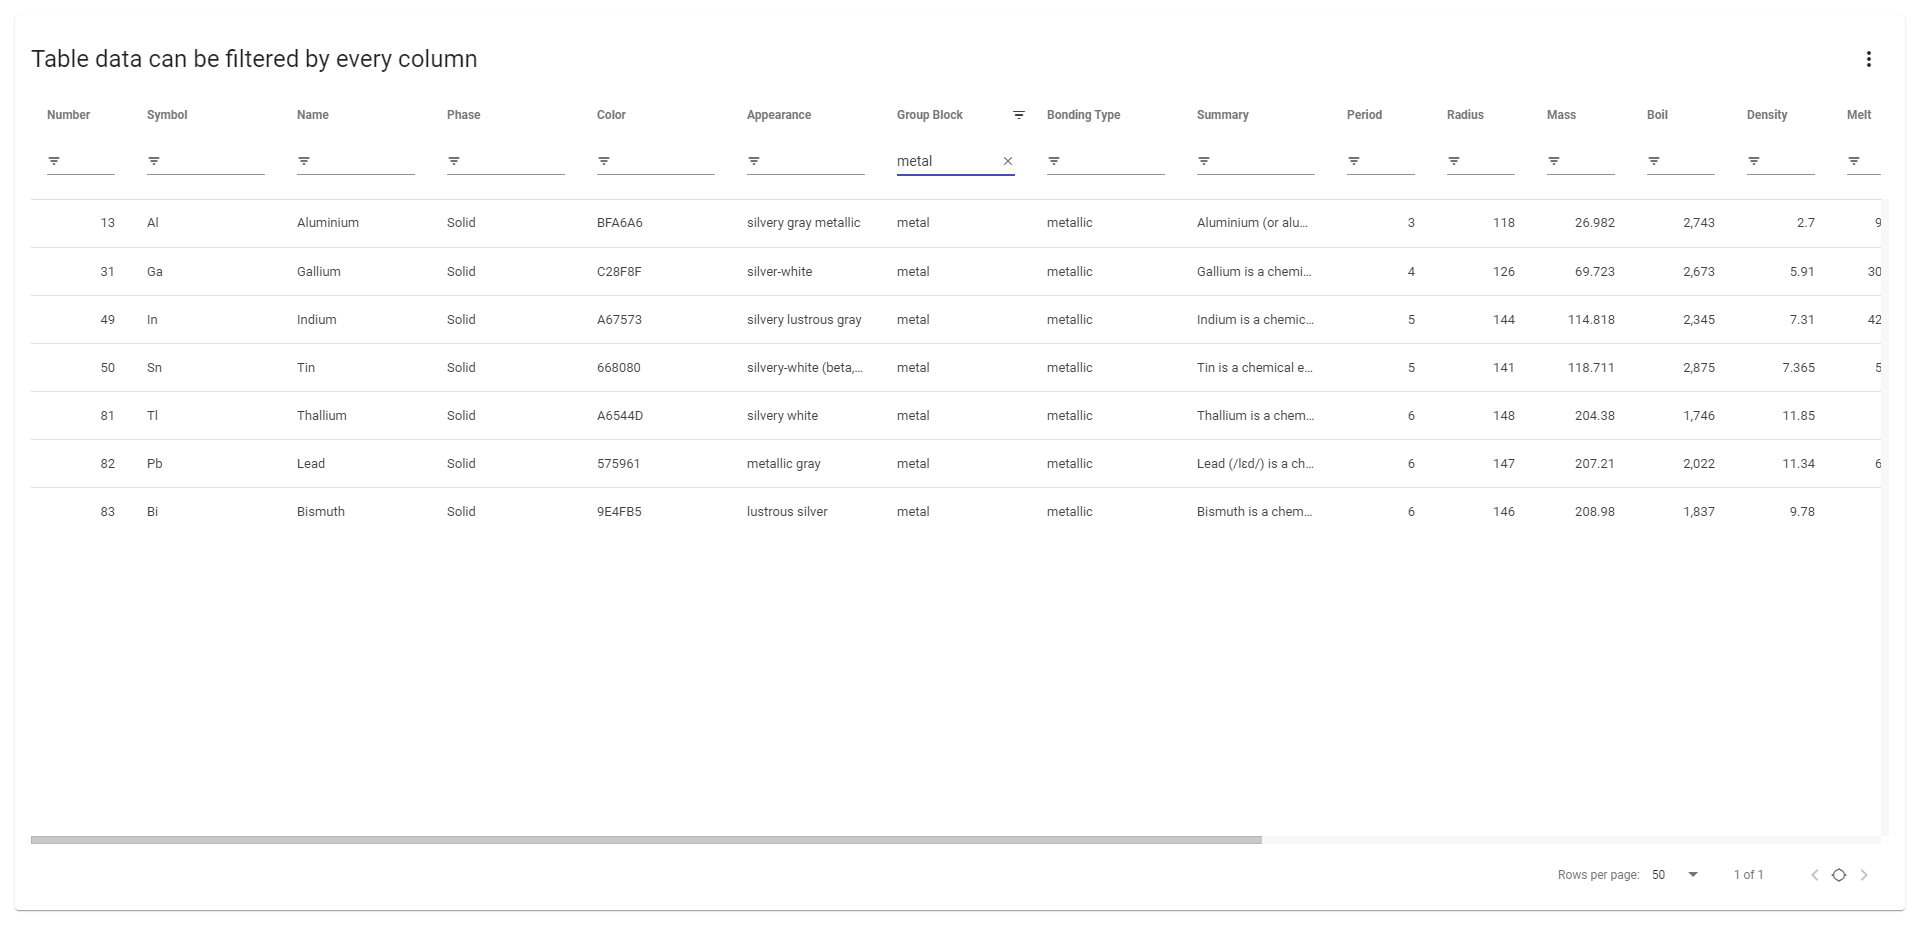 Table data can be filtered by every column
Number Symbol Name Phase Color Appearance Group Block Bonding Type Summary Period Radius Mass Boil Density Melt
metal
13 Al Aluminium Solid BFA6A6 silvery gray metallic metal metallic Aluminium (or alu... 3 118 26.982 2,743 2.7 9
31 Ga Gallium Solid C28F8F silver-white metal metallic Gallium is a chemi... 4 126 69.723 2,673 5.91 30
49 In Indium Solid A67573 silvery lustrous gray metal metallic Indium is a chemic... 5 144 114.818 2,345 7.31 42
50 Sn Tin Solid 668080 silvery-white (beta,... metal metallic Tin is a chemical e... 5 141 118.711 2,875 7.365 5
81 Tl Thallium Solid A6544D silvery white metal metallic Thallium is a chem... 6 148 204.38 1,746 11.85
82 Pb Lead Solid 575961 metallic gray metal metallic Lead (/lɛd/) is a ch... 6 147 207.21 2,022 11.34 6
83 Bi Bismuth Solid 9E4FB5 lustrous silver metal metallic Bismuth is a chem... 6 146 208.98 1,837 9.78
Rows per page: 50 1 of 1